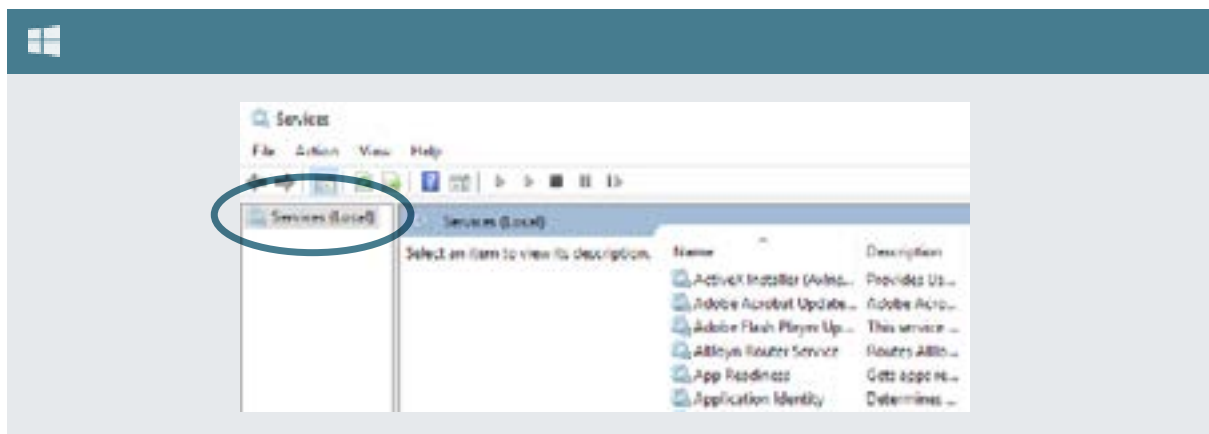 Services
File Action View Help
Services (Local)
Services (Local)
Select an item to view its description.
Name Description
ActiveX Installer (AxIns... Provides Us...
Adobe Acrobat Update... Adobe Acro...
Adobe Flash Player Up... This service ...
AllJoyn Router Service Routes AllJo...
App Readiness Gets apps re...
Application Identity Determines ...